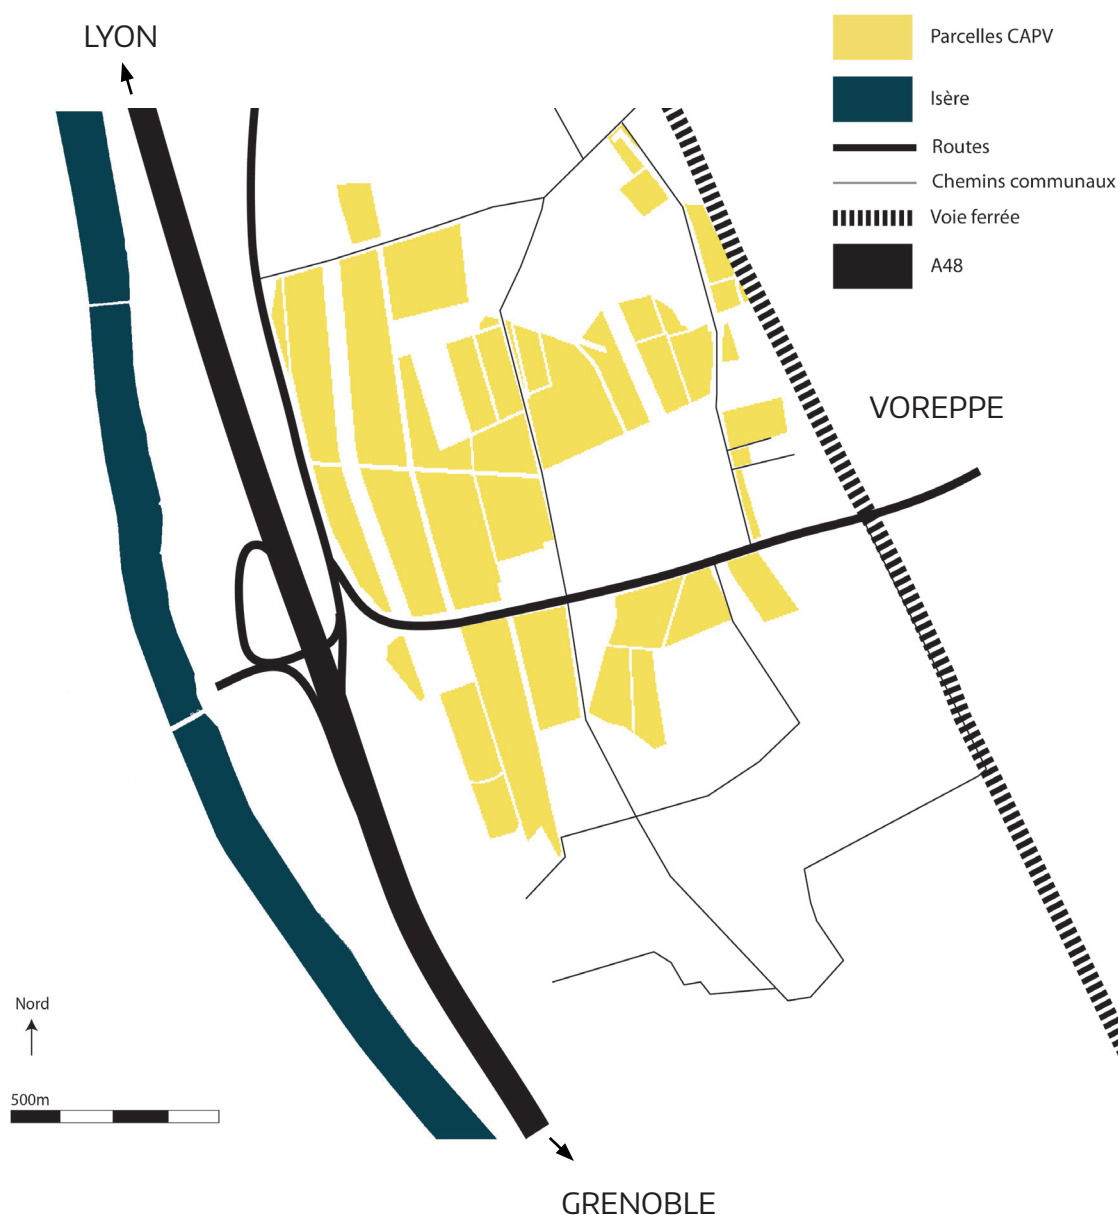 LYON
Parcelles CAPV
Isère
Routes
Chemins communaux
Voie ferrée
A48
VOREPPE
Nord
500m
GRENOBLE